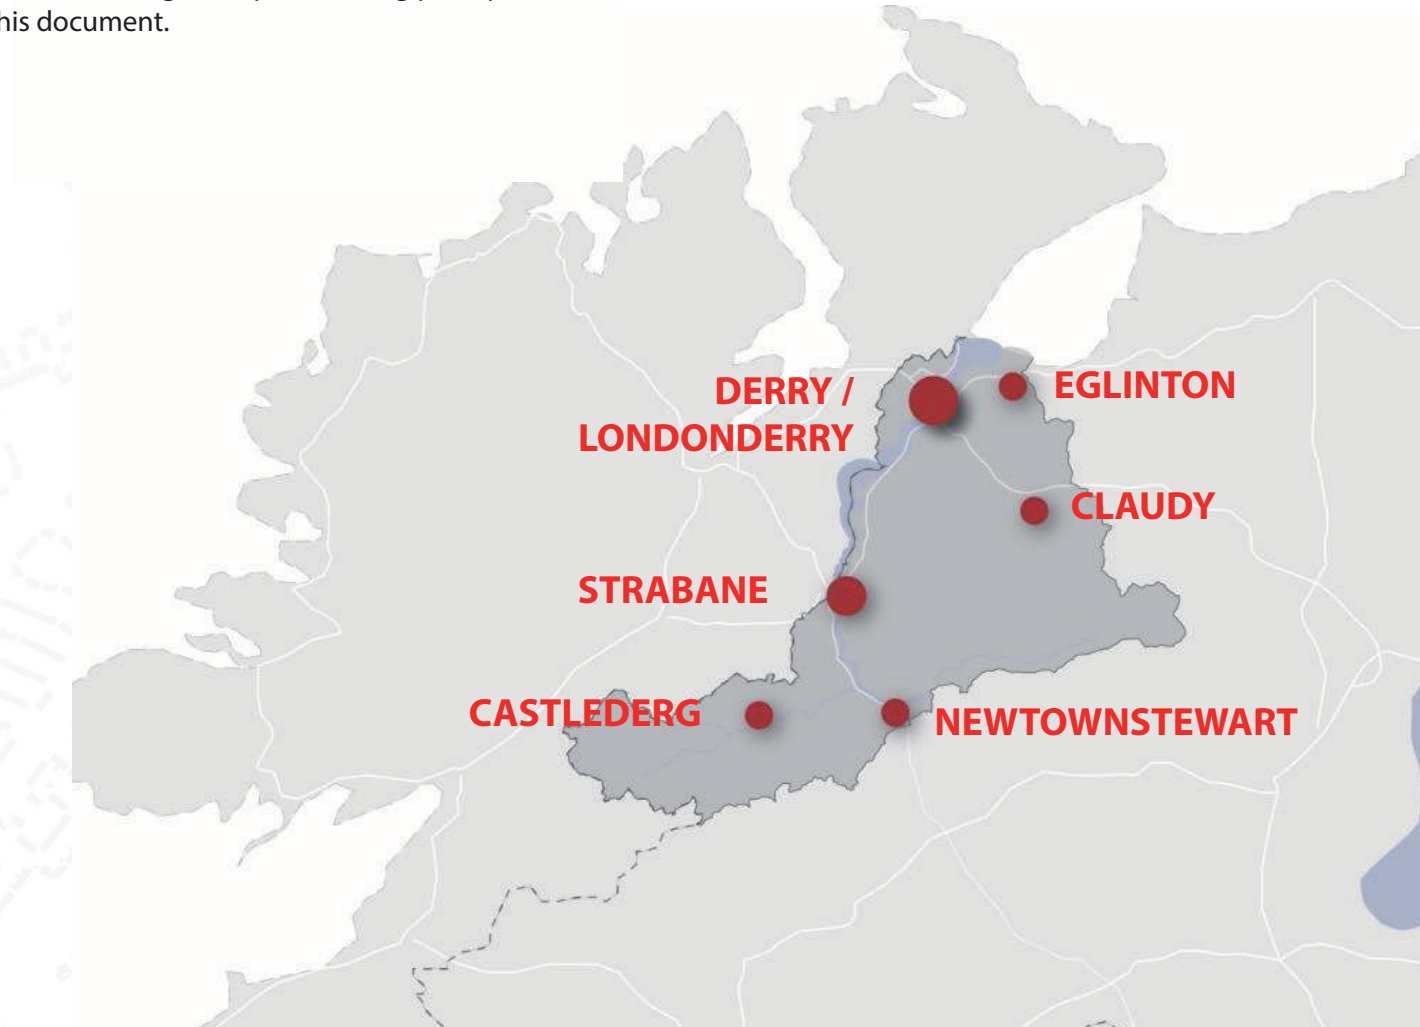 his document.
DERRY /
LONDONDERRY
EGLINTON
CLAUDY
STRABANE
CASTLEDERG
NEWTOWNSTEWART